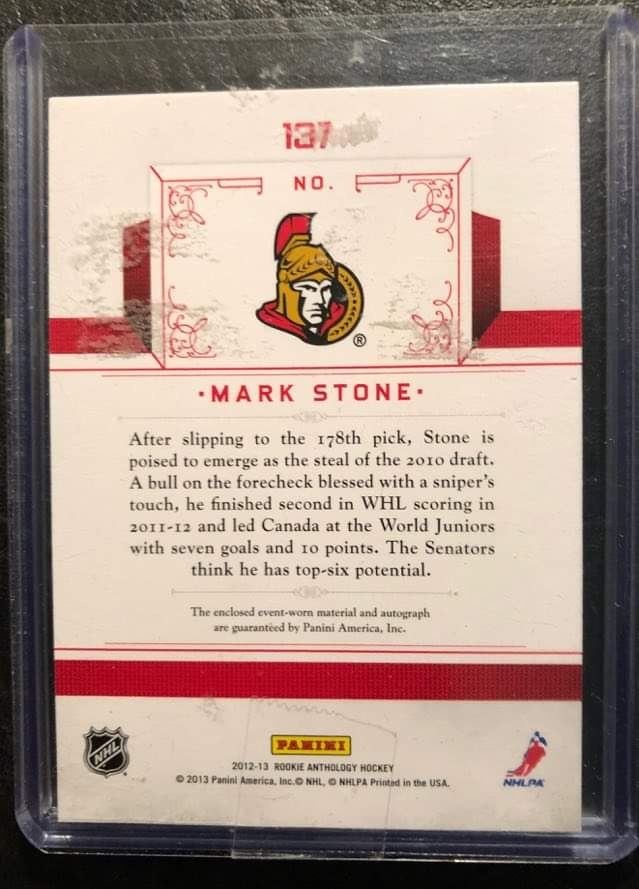 137
NO.
®
·MARK STONE·
After slipping to the 178th pick, Stone is
poised to emerge as the steal of the 2010 draft.
A bull on the forecheck blessed with a sniper's
touch, he finished second in WHL scoring in
2011-12 and led Canada at the World Juniors
with seven goals and 10 points. The Senators
think he has top-six potential.
The enclosed event-worn material and autograph
are guaranteed by Panini America, Inc.
NHL
PANINI
2012-13 ROOKIE ANTHOLOGY HOCKEY
© 2013 Panini America, Inc.© NHL, © NHLPA Printed in the USA.
NHLPA